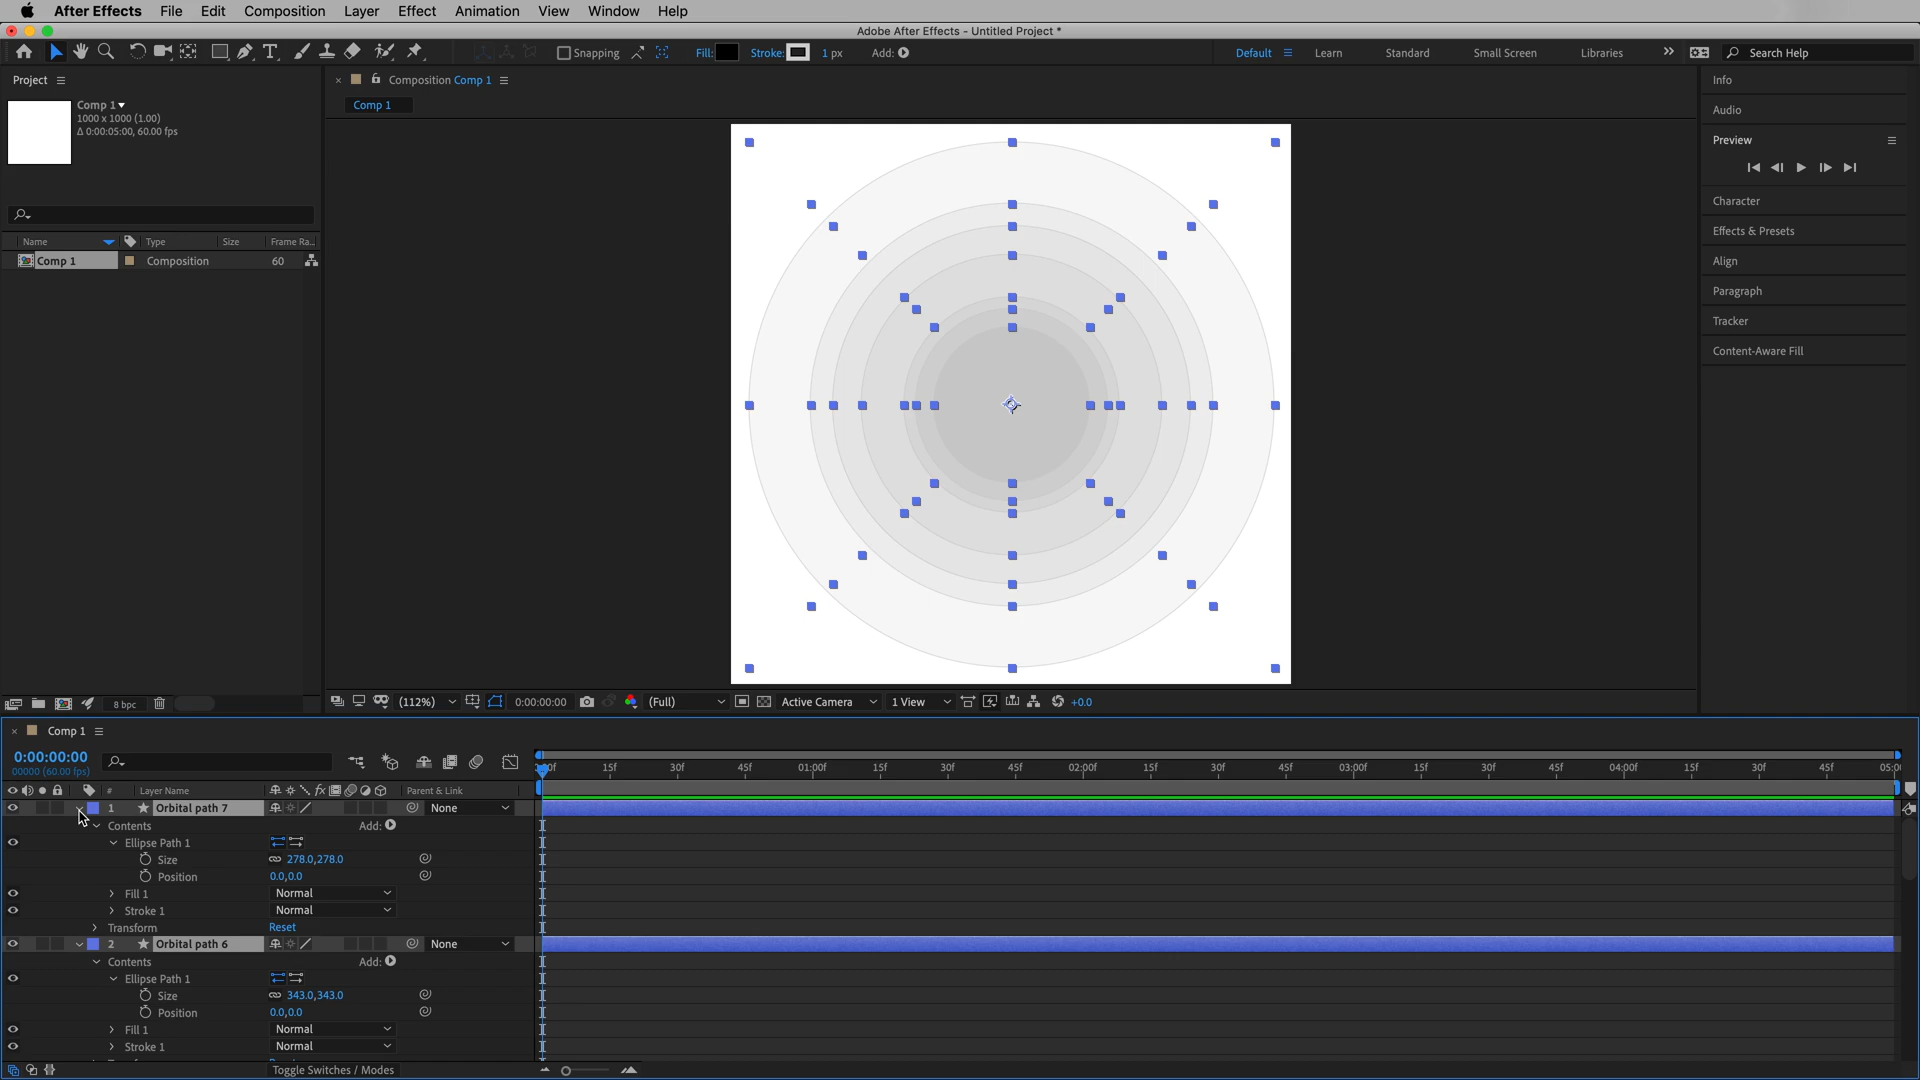 After Effects File Edit Composition Layer Effect Animation View Window Help
Adobe After Effects - Untitled Project *
Snapping Fill: Stroke: 1 px Add: Default Learn Standard Small Screen Libraries Search Help
Project
Comp 1
1000 x 1000 (1.00)
Δ 0:00:05:00, 60.00 fps
Name Type Size Frame Ra...
Comp 1 Composition 60
8 bpc
Composition Comp 1
Comp 1
(112%) 0:00:00:00 (Full) Active Camera 1 View +0.0
Info
Audio
Preview
Character
Effects & Presets
Align
Paragraph
Tracker
Content-Aware Fill
Comp 1
0:00:00:00
00000 (60.00 fps)
15f 30f 45f 01:00f 15f 30f 45f 02:00f 15f 30f 45f 03:00f 15f 30f 45f 04:00f 15f 30f 45f
# Layer Name fx Parent & Link
1 Orbital path 7 None
Contents Add:
Ellipse Path 1
Size 278.0,278.0
Position 0.0,0.0
Fill 1 Normal
Stroke 1 Normal
Transform Reset
2 Orbital path 6 None
Contents Add:
Ellipse Path 1
Size 343.0,343.0
Position 0.0,0.0
Fill 1 Normal
Stroke 1 Normal
Toggle Switches / Modes